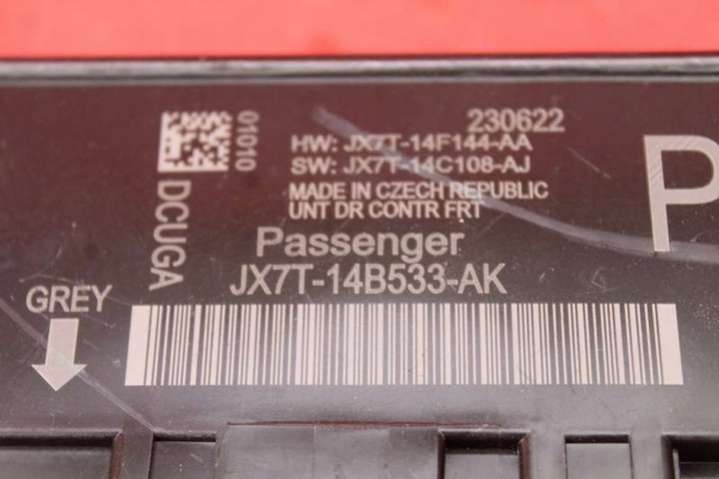 01010
230622
HW: JX7T-14F144-AA
SW: JX7T-14C108-AJ
MADE IN CZECH REPUBLIC
UNT DR CONTR FRT
P
DCUGA
Passenger
JX7T-14B533-AK
GREY